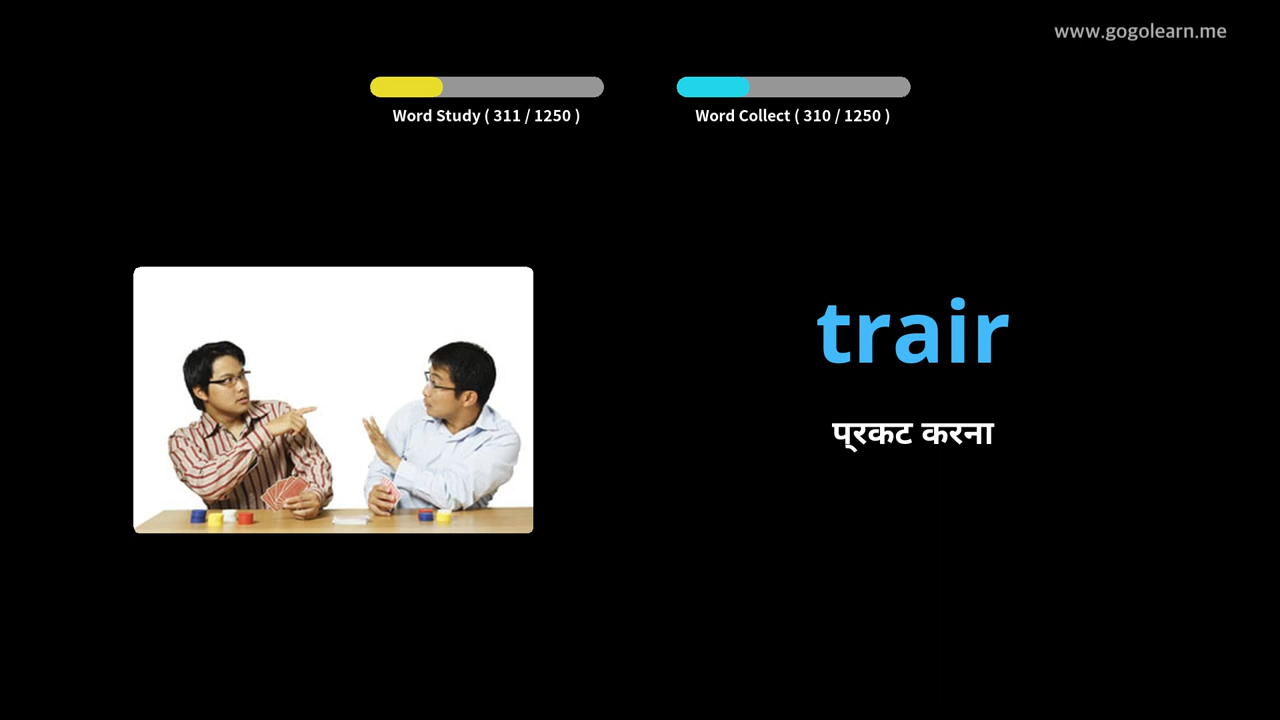 www.gogolearn.me
Word Study ( 311 / 1250 )
Word Collect ( 310 / 1250 )
trair
प्रकट करना